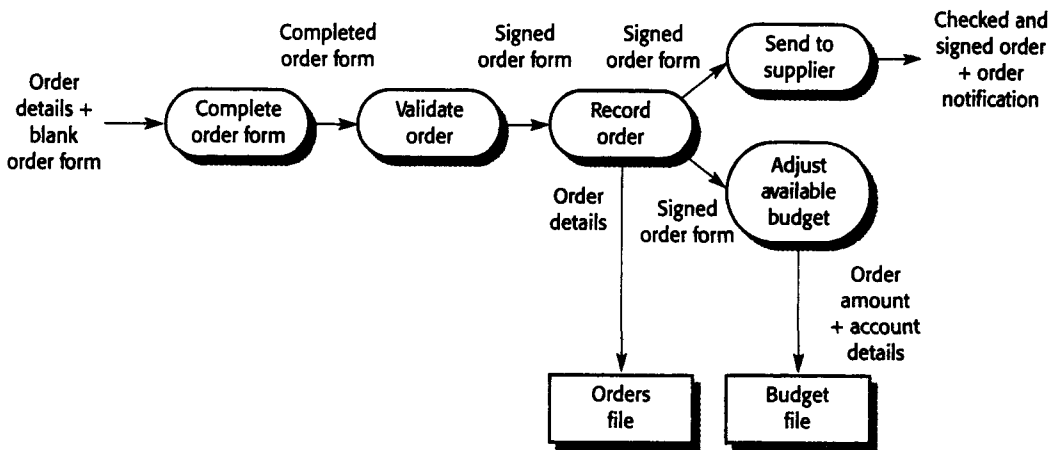 Order
details +
blank
order form
Complete
order form
Completed
order form
Validate
order
Signed
order form
Record
order
Signed
order form
Send to
supplier
Checked and
signed order
+ order
notification
Order
details
Signed
order form
Adjust
available
budget
Order
amount
+ account
details
Orders
file
Budget
file